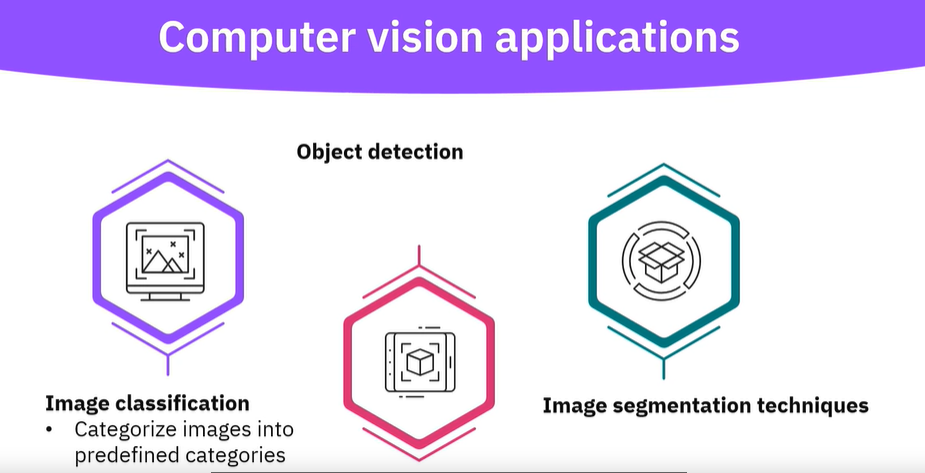 Computer vision applications
Object detection
Image classification
• Categorize images into
predefined categories
Image segmentation techniques